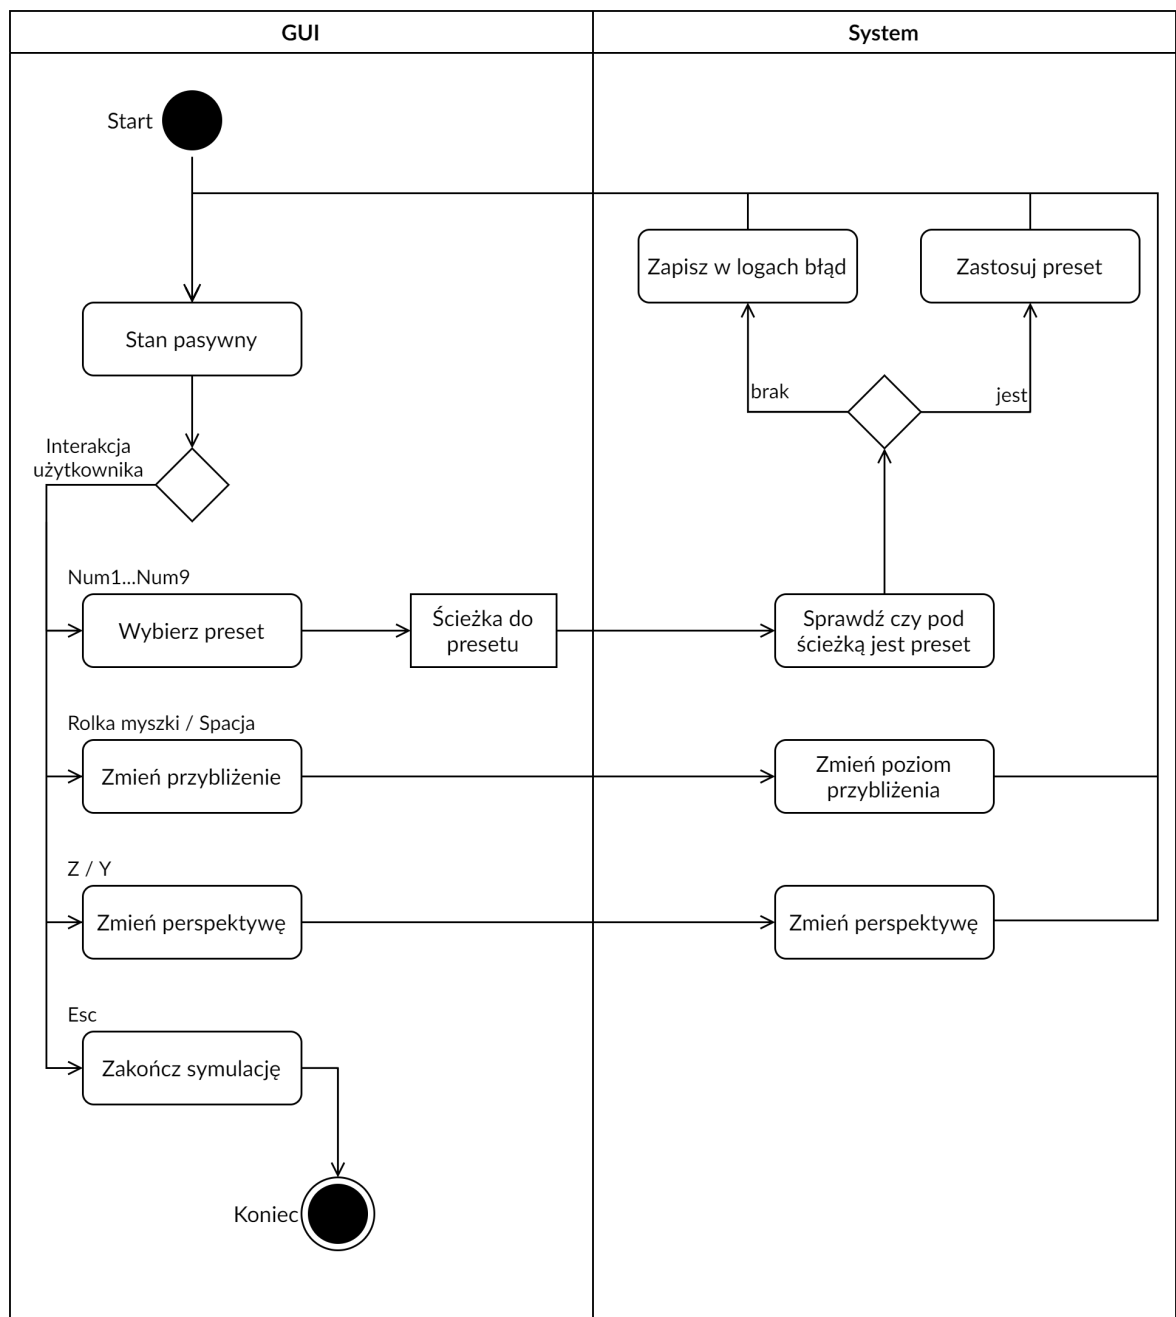 GUI
System
Start
Zapisz w logach błąd
Zastosuj preset
Stan pasywny
brak
jest
Interakcja
użytkownika
Num1...Num9
Wybierz preset
Ścieżka do
presetu
Sprawdź czy pod
ścieżką jest preset
Rolka myszki / Spacja
Zmień przybliżenie
Zmień poziom
przybliżenia
Z / Y
Zmień perspektywę
Zmień perspektywę
Esc
Zakończ symulację
Koniec